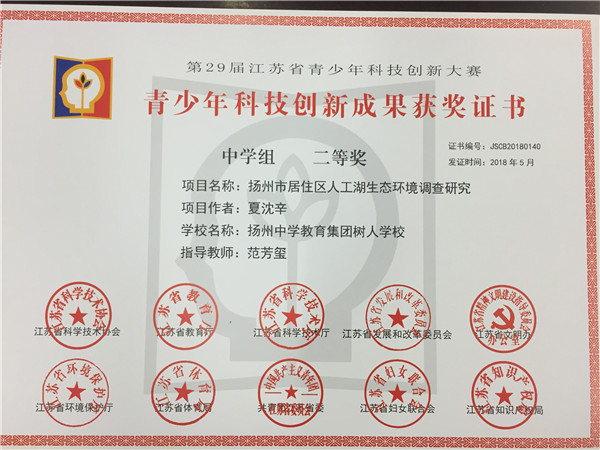 第29届江苏省青少年科技创新大赛
青少年科技创新成果获奖证书
证书编号：JSCB20180140
发证时间：2018年5月
中学组 二等奖
项目名称：扬州市居住区人工湖生态环境调查研究
项目作者：夏沈辛
学校名称：扬州中学教育集团树人学校
指导教师：范芳玺
江苏省科学技术协会
江苏省教育厅
江苏省科学技术厅
江苏省发展和改革委员会
江苏省文明办
江苏省环境保护厅
江苏省体育局
共青团江苏省委
江苏省妇女联合会
江苏省知识产权局